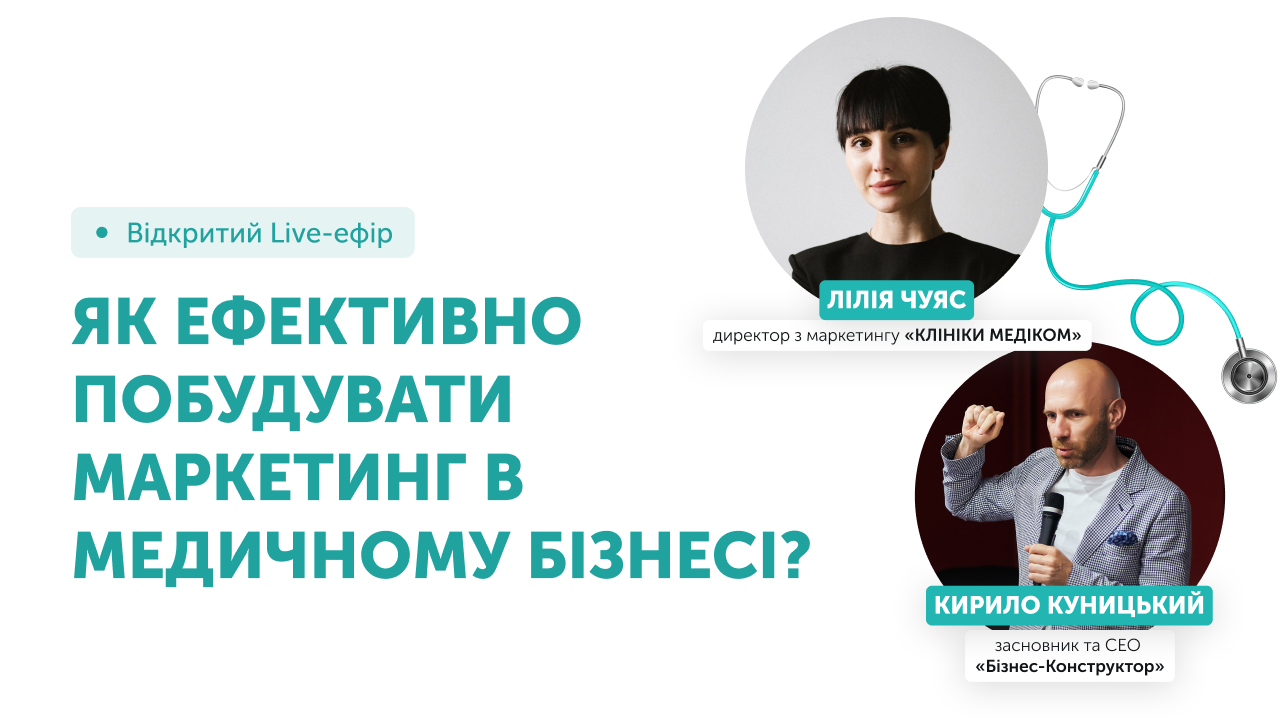 • Відкритий Live-ефір
ЯК ЕФЕКТИВНО
ПОБУДУВАТИ
МАРКЕТИНГ В
МЕДИЧНОМУ БІЗНЕСІ?
ЛІЛІЯ ЧУЯС
директор з маркетингу «КЛІНІКИ МЕДІКОМ»
КИРИЛО КУНИЦЬКИЙ
засновник та СЕО
«Бізнес-Конструктор»